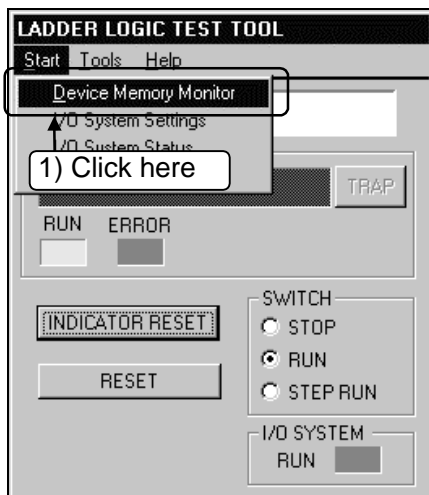 LADDER LOGIC TEST TOOL
Start Tools Help
Device Memory Monitor
I/O System Settings
I/O System Status
1) Click here
TRAP
RUN ERROR
INDICATOR RESET
RESET
SWITCH
STOP
RUN
STEP RUN
I/O SYSTEM
RUN